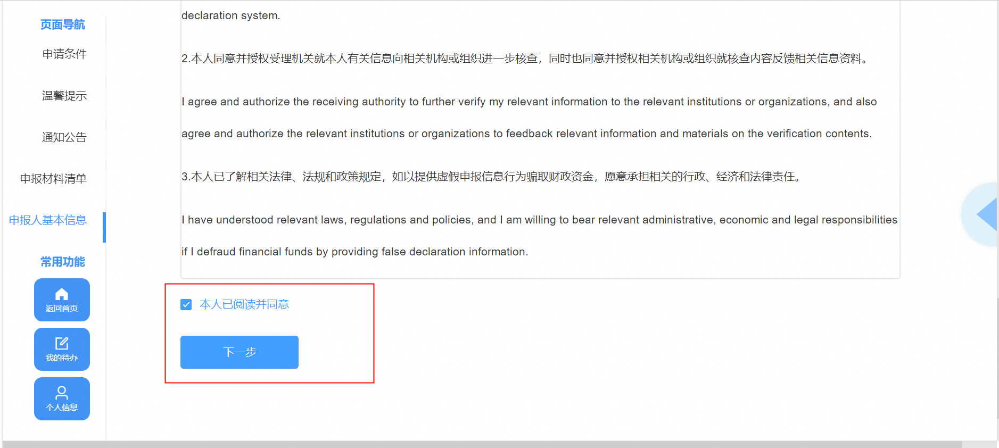 页面导航
申请条件
温馨提示
通知公告
申报材料清单
申报人基本信息
常用功能
返回首页
我的待办
个人信息
declaration system.
2.本人同意并授权受理机关就本人有关信息向相关机构或组织进一步核查，同时也同意并授权相关机构或组织就核查内容反馈相关信息资料。
I agree and authorize the receiving authority to further verify my relevant information to the relevant institutions or organizations, and also
agree and authorize the relevant institutions or organizations to feedback relevant information and materials on the verification contents.
3.本人已了解相关法律、法规和政策规定，如以提供虚假申报信息行为骗取财政资金，愿意承担相关的行政、经济和法律责任。
I have understood relevant laws, regulations and policies, and I am willing to bear relevant administrative, economic and legal responsibilities
if I defraud financial funds by providing false declaration information.
本人已阅读并同意
下一步